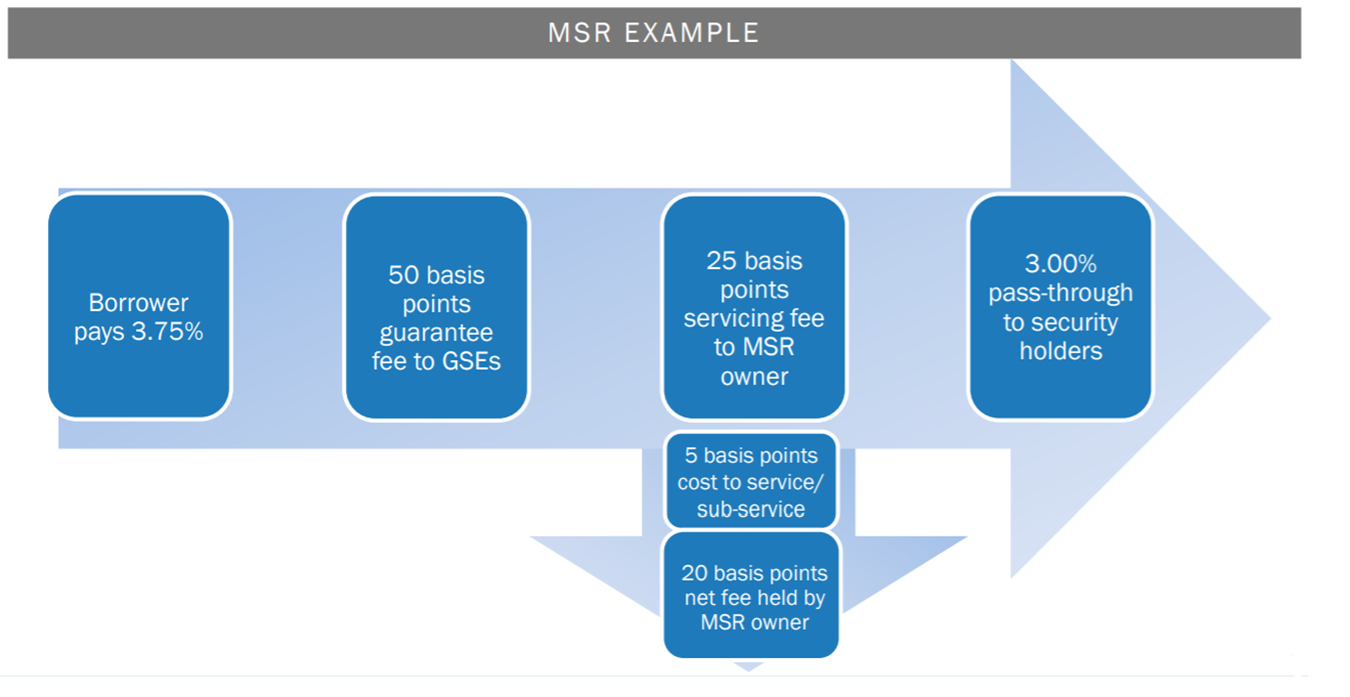 MSR EXAMPLE
Borrower
pays 3.75%
50 basis
points
guarantee
fee to GSEs
25 basis
points
servicing fee
to MSR
owner
3.00%
pass-through
to security
holders
5 basis points
cost to service/
sub-service
20 basis points
net fee held by
MSR owner